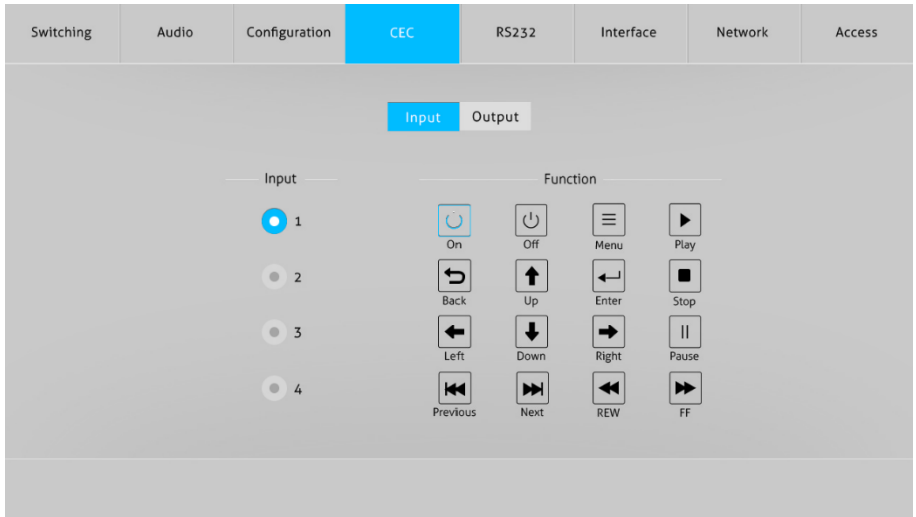 Switching Audio Configuration CEC RS232 Interface Network Access
Input Output
Input Function
1
On Off Menu Play
2
Back Up Enter Stop
3
Left Down Right Pause
4
Previous Next REW FF